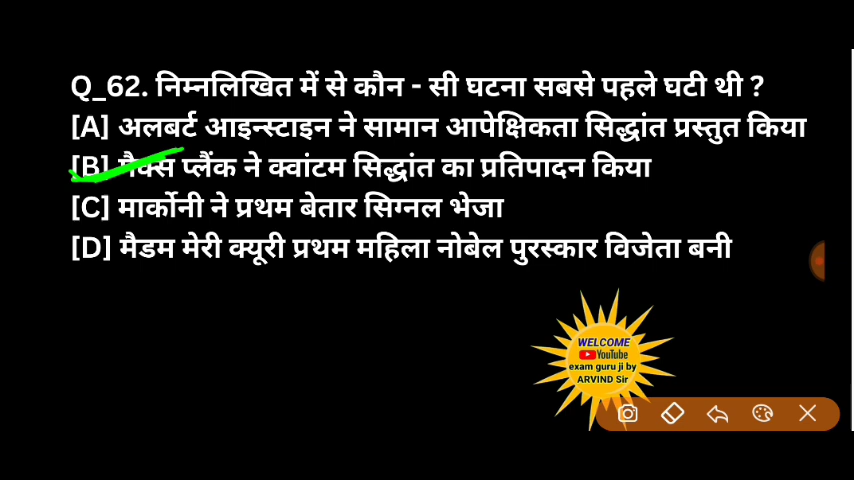 Q_62. निम्नलिखित में से कौन - सी घटना सबसे पहले घटी थी ?
[A] अलबर्ट आइन्स्टाइन ने सामान आपेक्षिकता सिद्धांत प्रस्तुत किया
[B] मैक्स प्लैंक ने क्वांटम सिद्धांत का प्रतिपादन किया
[C] मार्कोनी ने प्रथम बेतार सिग्नल भेजा
[D] मैडम मेरी क्यूरी प्रथम महिला नोबेल पुरस्कार विजेता बनी
WELCOME
YouTube
exam guru ji by
ARVIND Sir